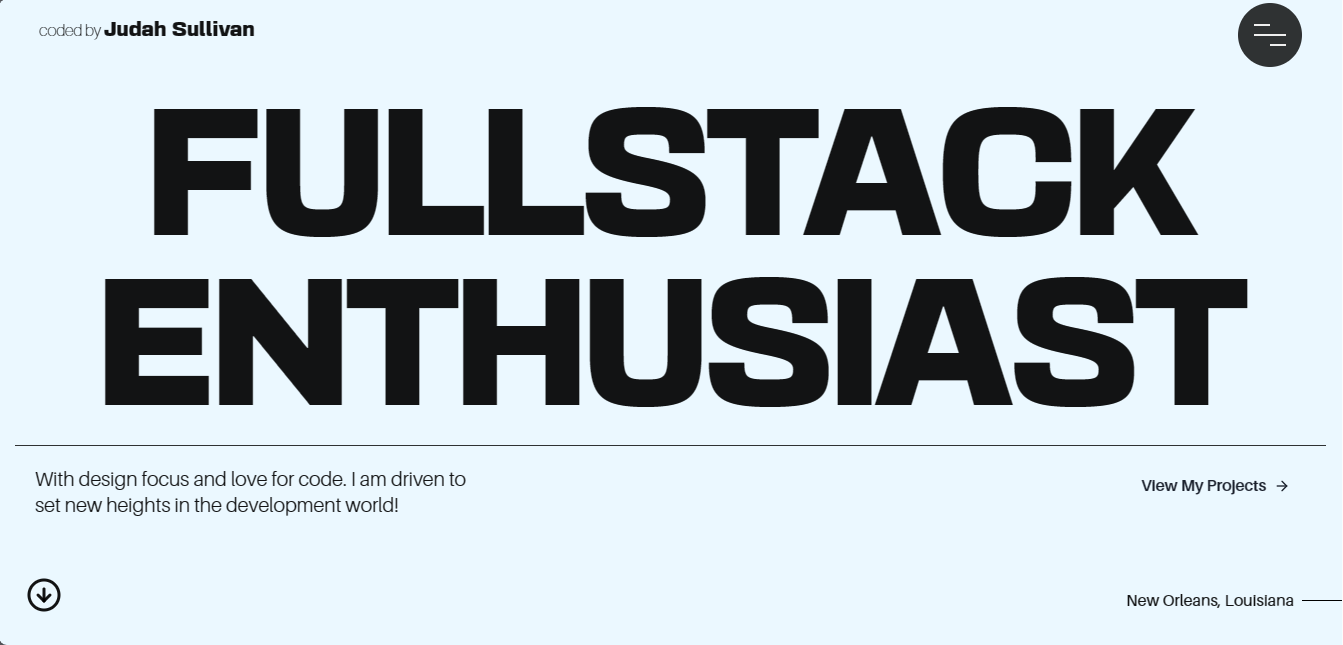 coded by Judah Sullivan
FULLSTACK
ENTHUSIAST
With design focus and love for code. I am driven to
set new heights in the development world!
View My Projects
New Orleans, Louisiana